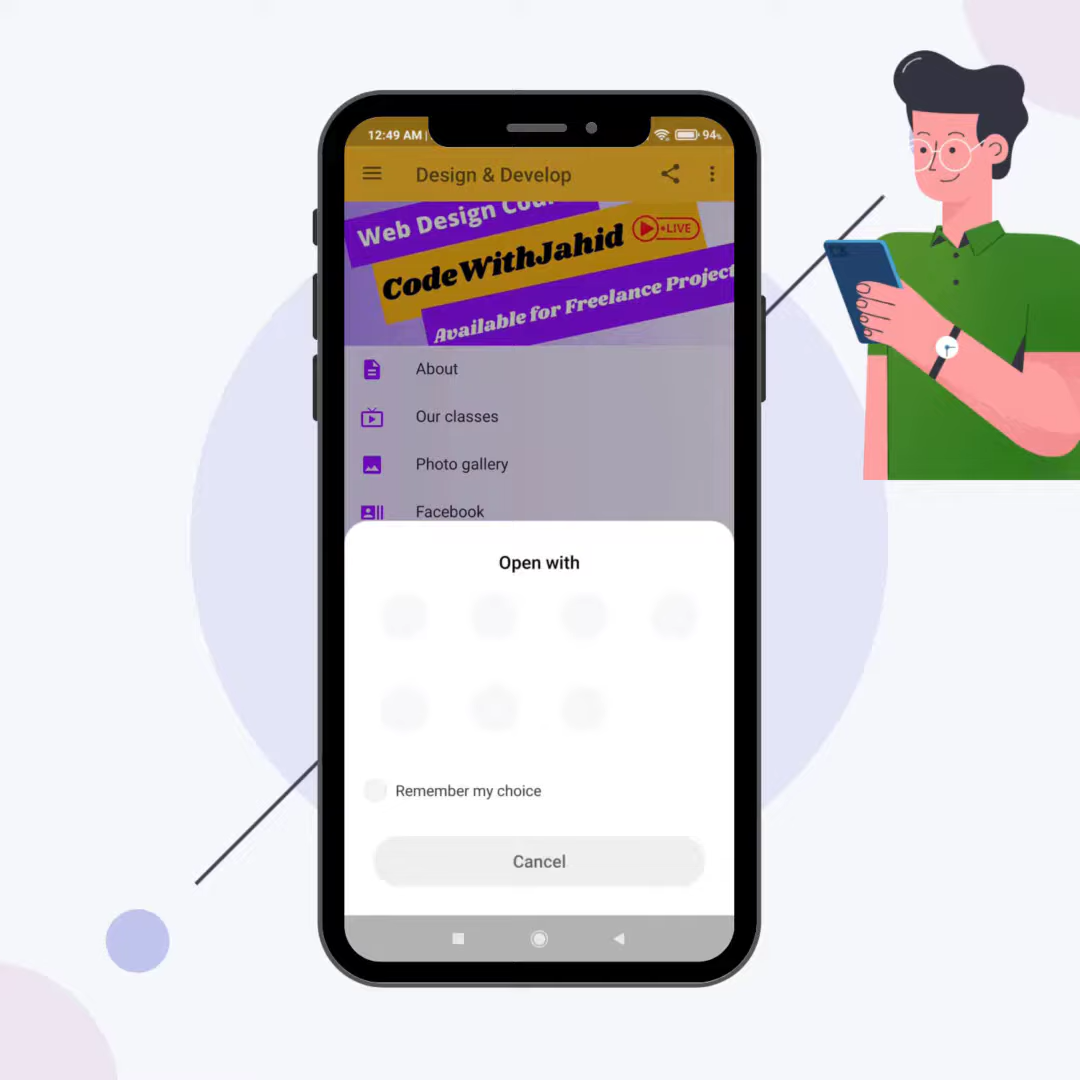 12:49 AM
94%
Design & Develop
Web Design
CodeWithJahid
LIVE
Available for Freelance Project
About
Our classes
Photo gallery
Facebook
Open with
Remember my choice
Cancel